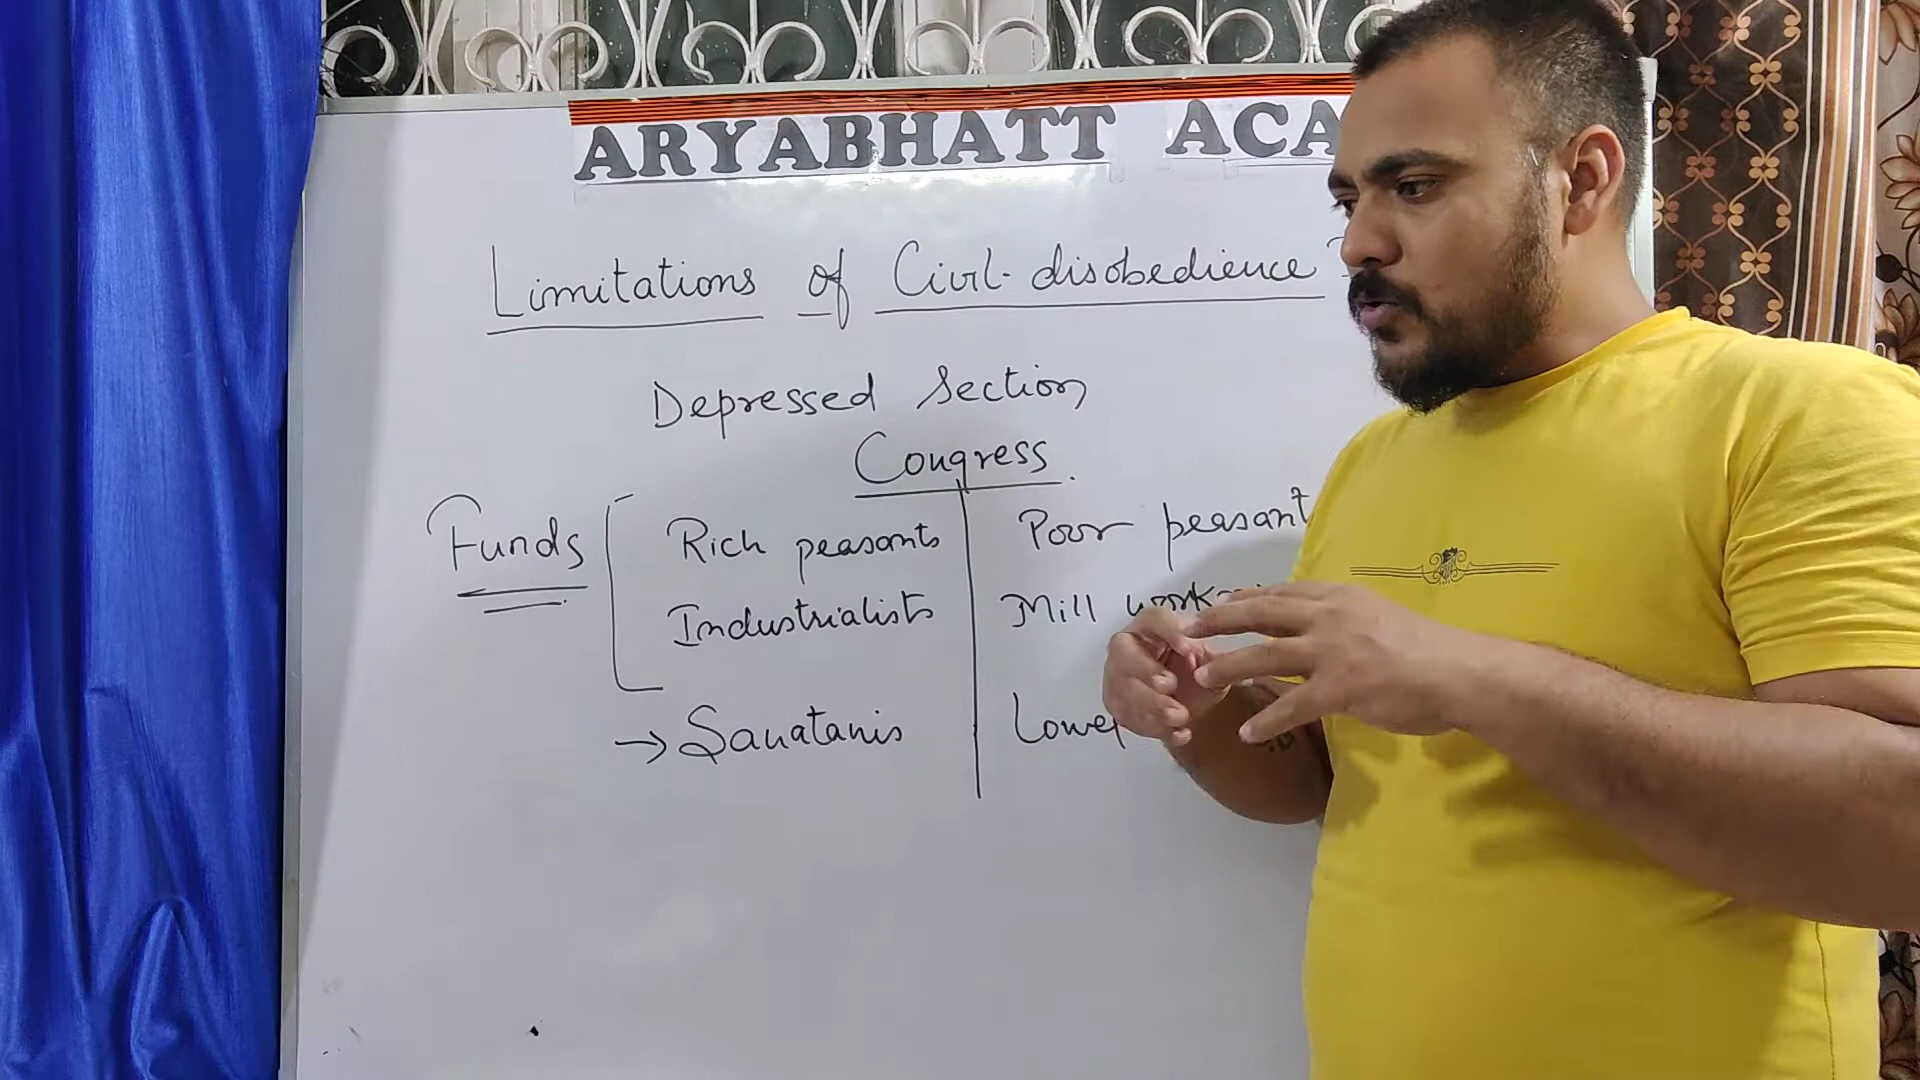 ARYABHATT ACA
Limitations of Civil-disobedience
Depressed Section
Congress
Funds Rich peasants Poor peasant
Industrialists Mill
→ Sanatanis Lowe